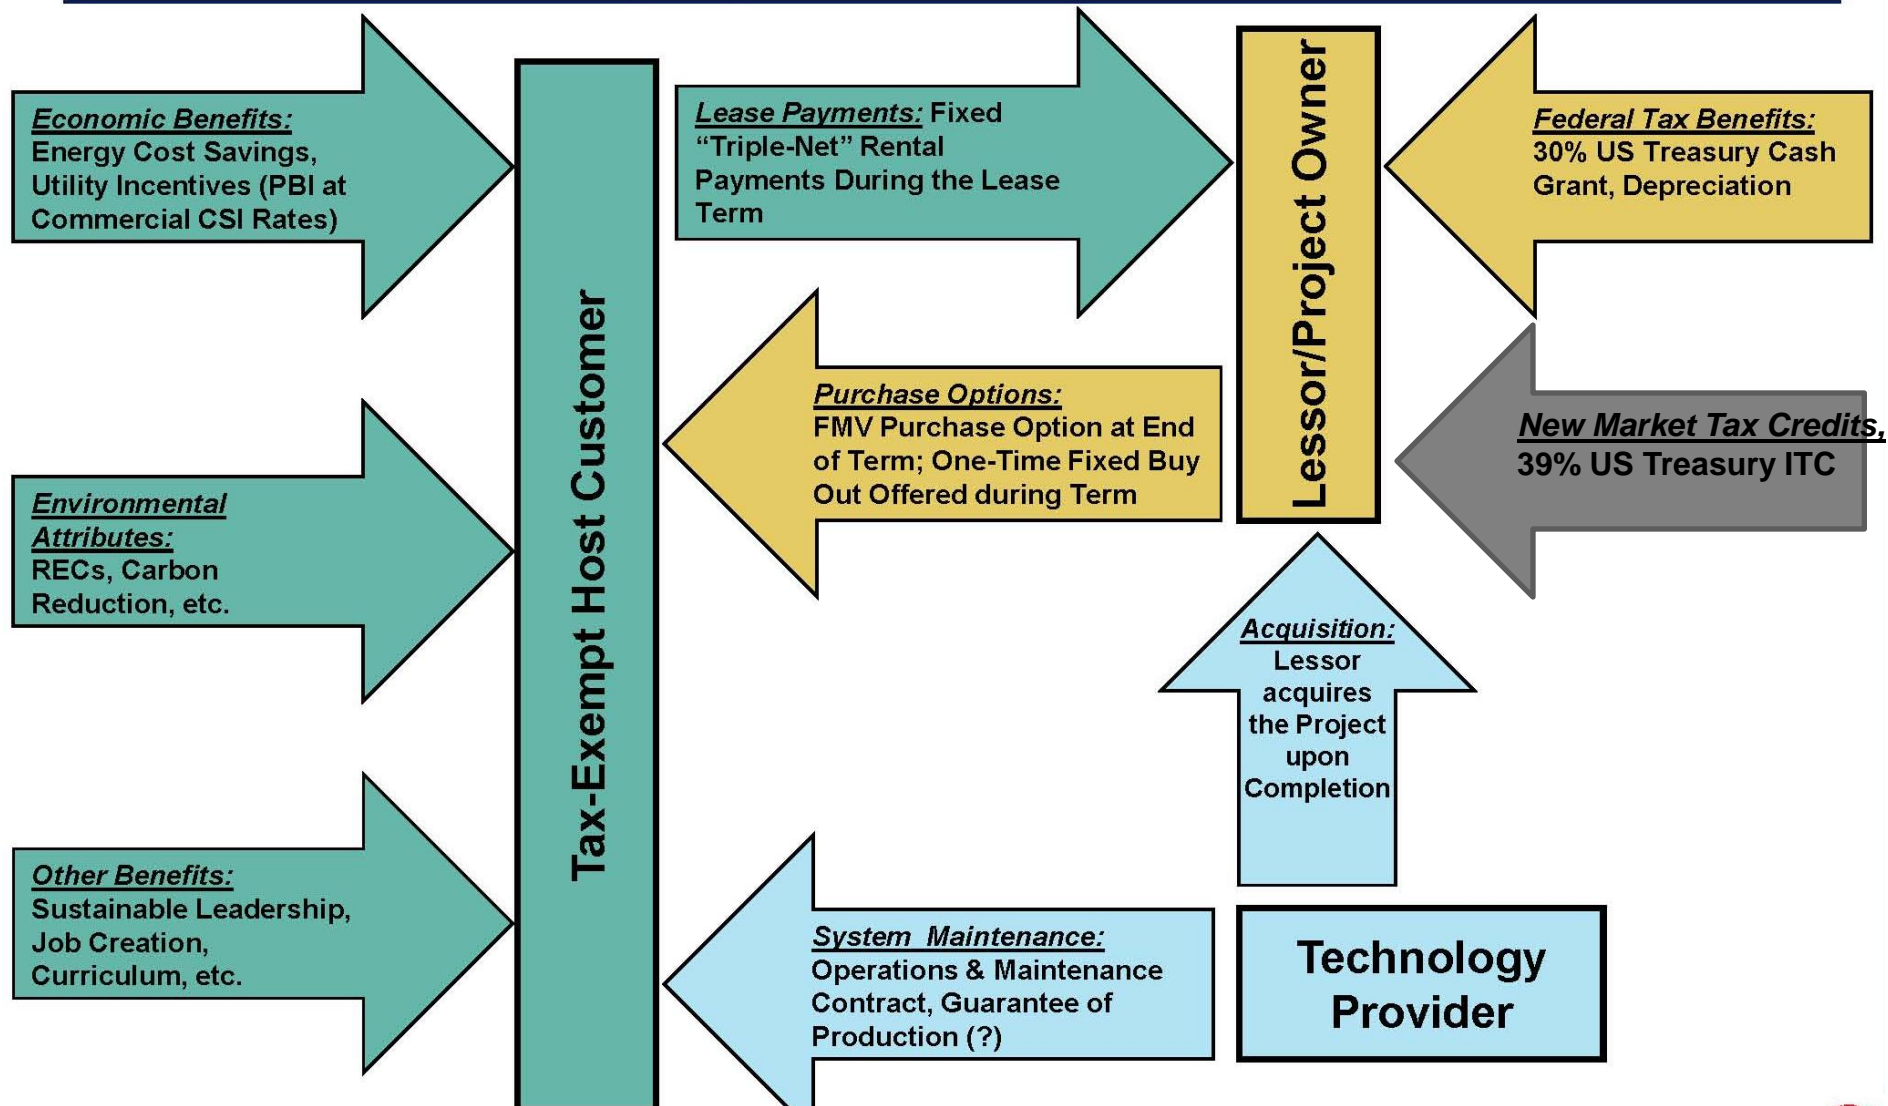 Economic Benefits:
Energy Cost Savings,
Utility Incentives (PBI at
Commercial CSI Rates)
Environmental
Attributes:
RECs, Carbon
Reduction, etc.
Other Benefits:
Sustainable Leadership,
Job Creation,
Curriculum, etc.
Tax-Exempt Host Customer
Lease Payments: Fixed
“Triple-Net” Rental
Payments During the Lease
Term
Purchase Options:
FMV Purchase Option at End
of Term; One-Time Fixed Buy
Out Offered during Term
System Maintenance:
Operations & Maintenance
Contract, Guarantee of
Production (?)
Lessor/Project Owner
Acquisition:
Lessor
acquires
the Project
upon
Completion
Technology
Provider
Federal Tax Benefits:
30% US Treasury Cash
Grant, Depreciation
New Market Tax Credits,
39% US Treasury ITC